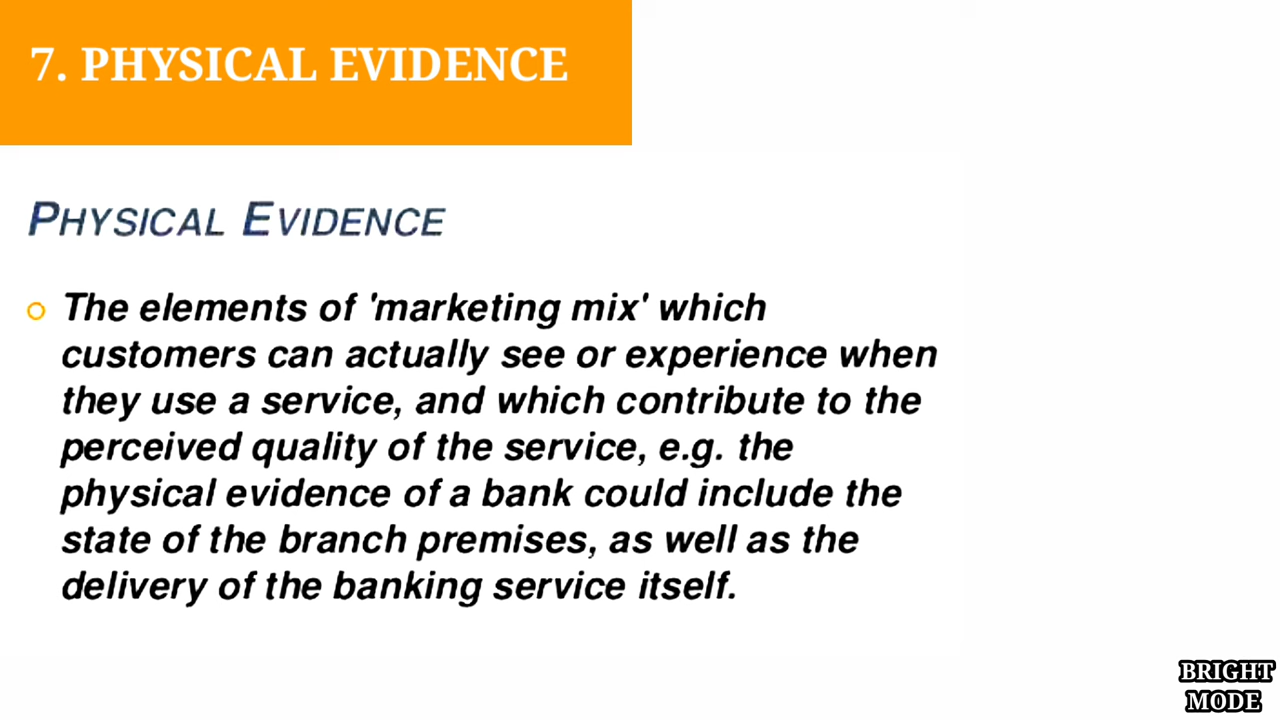 7. PHYSICAL EVIDENCE
PHYSICAL EVIDENCE
The elements of 'marketing mix' which
customers can actually see or experience when
they use a service, and which contribute to the
perceived quality of the service, e.g. the
physical evidence of a bank could include the
state of the branch premises, as well as the
delivery of the banking service itself.
BRIGHT
MODE